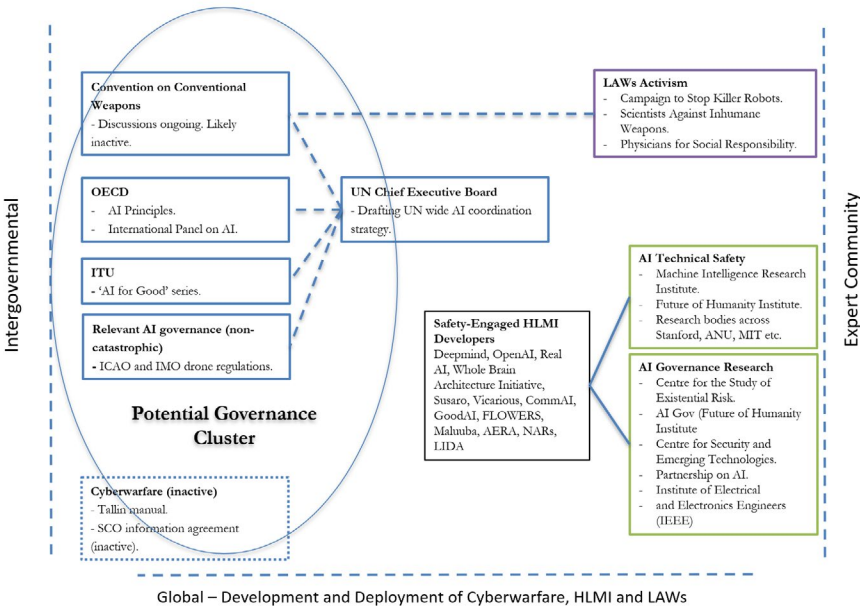 Convention on Conventional
Weapons
- Discussions ongoing. Likely
inactive.
OECD
- AI Principles.
- International Panel on AI.
ITU
- 'AI for Good' series.
Relevant AI governance (non-
catastrophic)
- ICAO and IMO drone regulations.
Potential Governance
Cluster
Cyberwarfare (inactive)
- Tallin manual.
- SCO information agreement
(inactive).
UN Chief Executive Board
- Drafting UN wide AI coordination
strategy.
Safety-Engaged HLMI
Developers
Deepmind, OpenAI, Real
AI, Whole Brain
Architecture Initiative,
Susaro, Vicarious, CommAI,
GoodAI, FLOWERS,
Maluuba, AERA, NARs,
LIDA
LAWs Activism
- Campaign to Stop Killer Robots.
- Scientists Against Inhumane
Weapons.
- Physicians for Social Responsibility.
AI Technical Safety
- Machine Intelligence Research
Institute.
- Future of Humanity Institute.
- Research bodies across
Stanford, ANU, MIT etc.
AI Governance Research
- Centre for the Study of
Existential Risk.
- AI Gov (Future of Humanity
Institute
- Centre for Security and
Emerging Technologies.
- Partnership on AI.
- Institute of Electrical
- and Electronics Engineers
(IEEE)
Intergovernmental
Expert Community
Global – Development and Deployment of Cyberwarfare, HLMI and LAWs